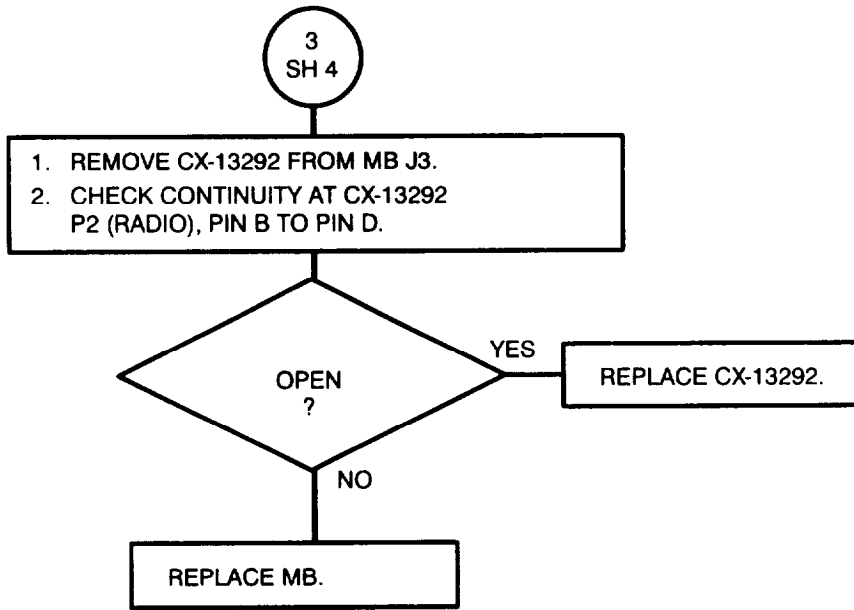 3
SH 4
1. REMOVE CX-13292 FROM MB J3.
2. CHECK CONTINUITY AT CX-13292
P2 (RADIO), PIN B TO PIN D.
OPEN
?
YES
REPLACE CX-13292.
NO
REPLACE MB.